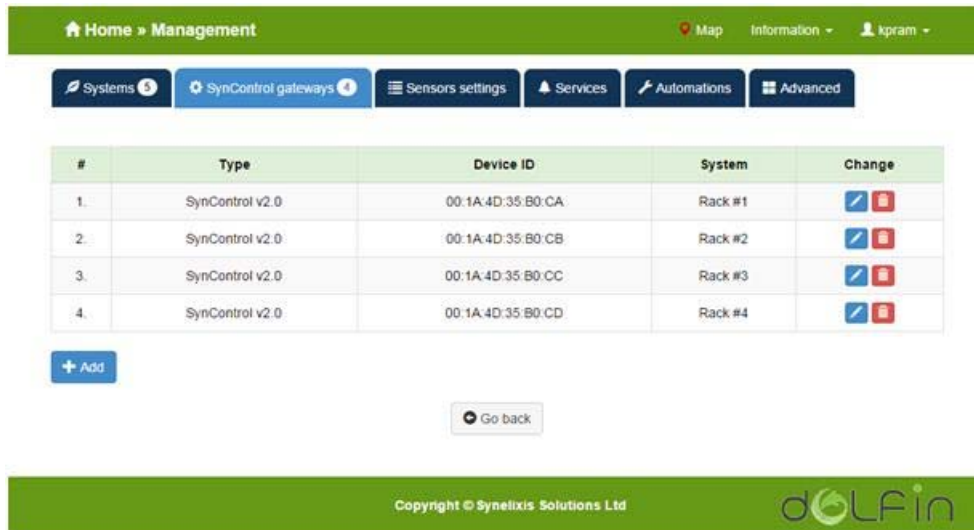 Home » Management
Map Information kpram
Systems 5 SynControl gateways 4 Sensors settings Services Automations Advanced
# Type Device ID System Change
1. SynControl v2.0 00:1A:4D:35:B0:CA Rack #1
2. SynControl v2.0 00:1A:4D:35:B0:CB Rack #2
3. SynControl v2.0 00:1A:4D:35:B0:CC Rack #3
4. SynControl v2.0 00:1A:4D:35:B0:CD Rack #4
+ Add
Go back
Copyright © Synelixis Solutions Ltd
dOLFin